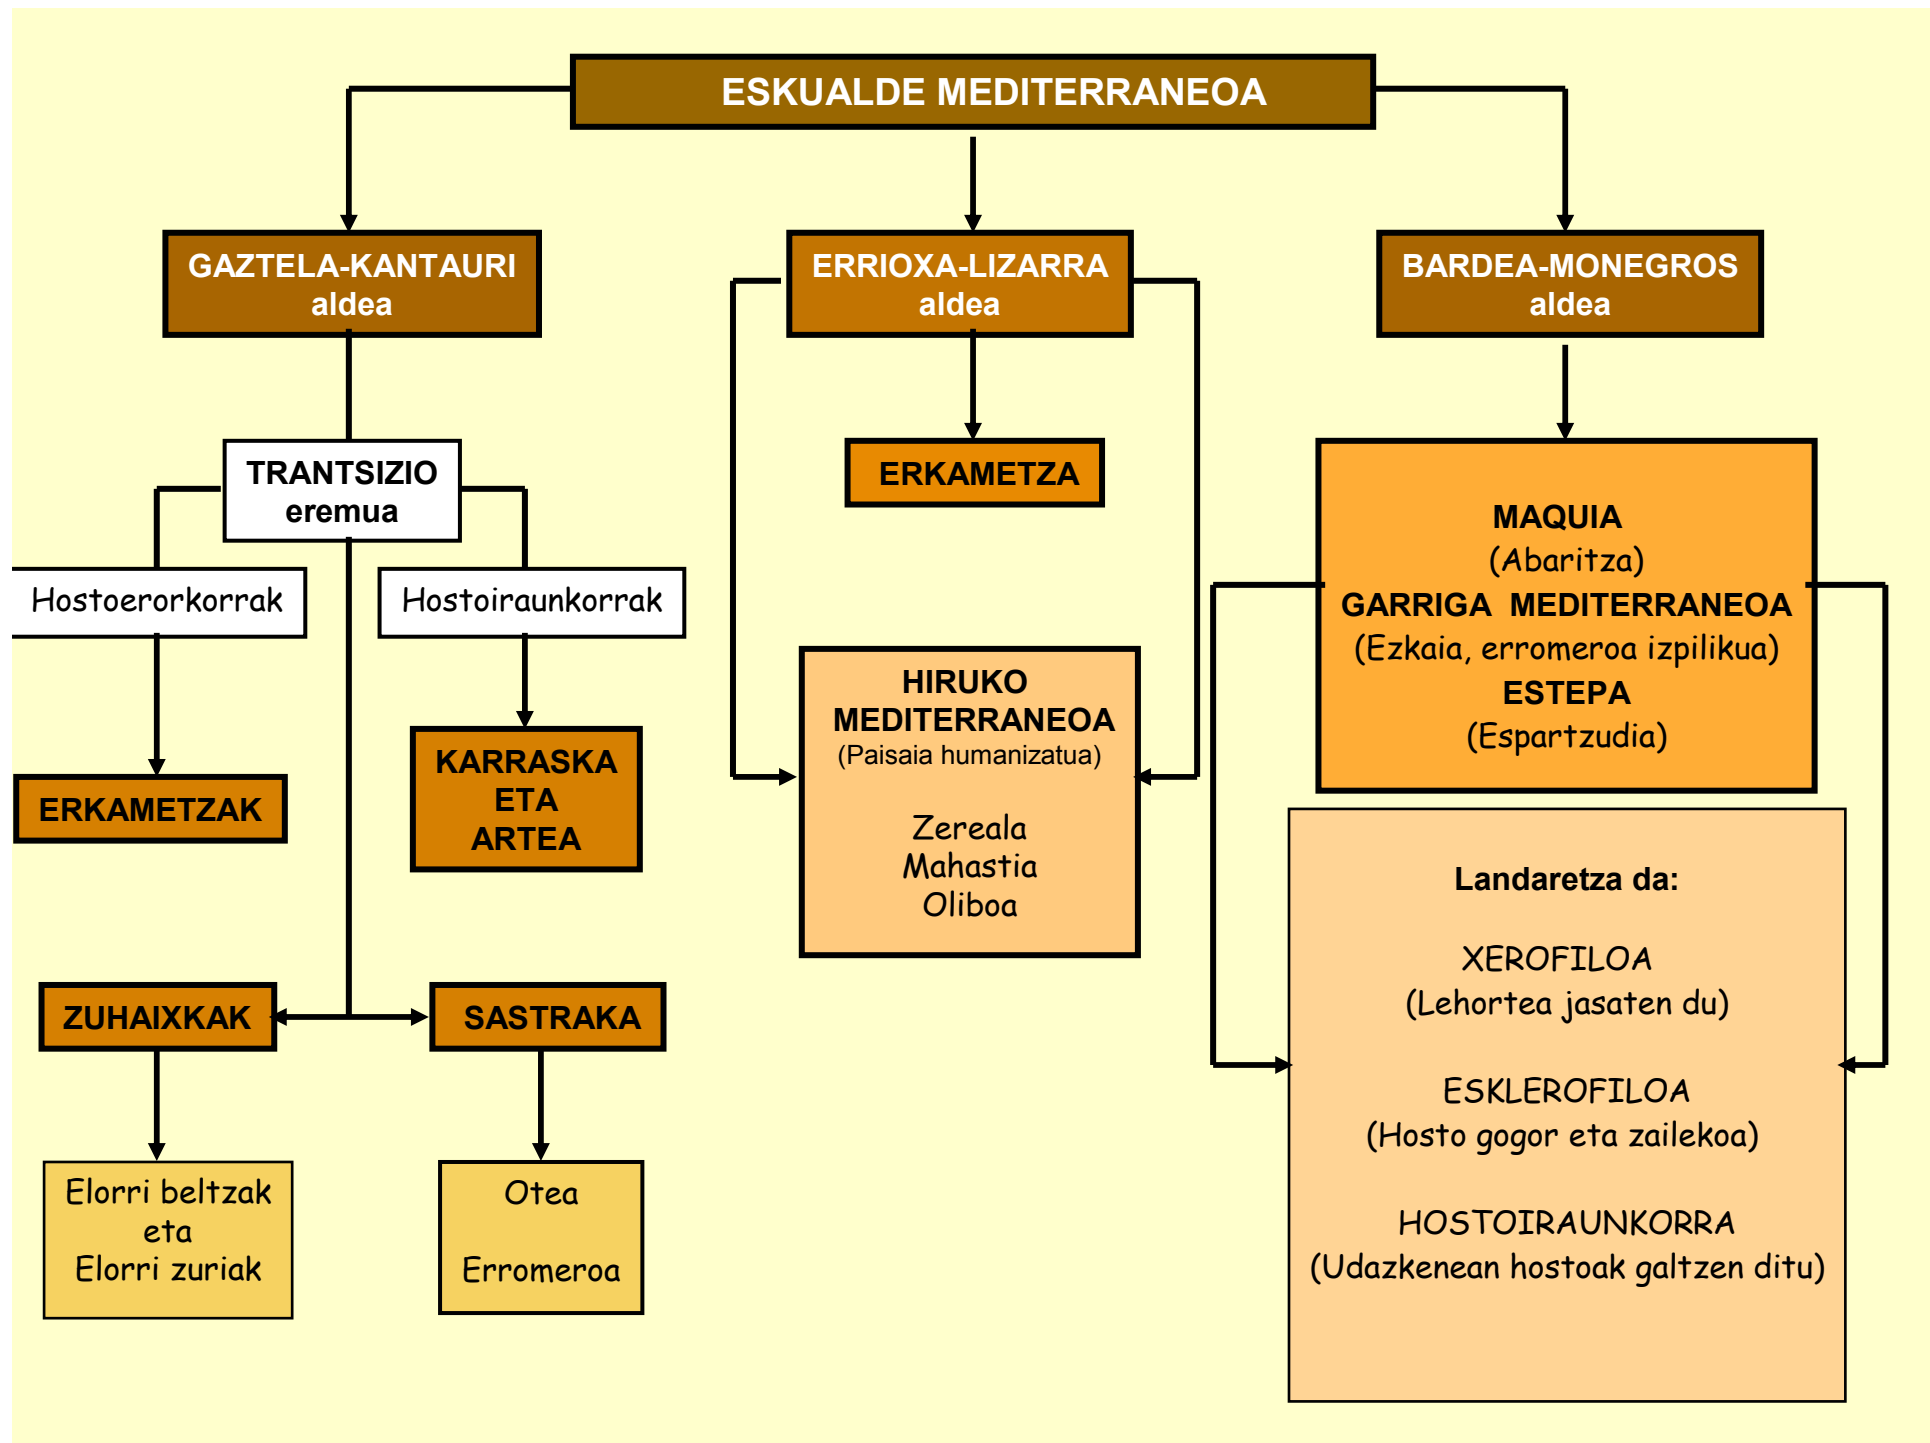 ESKUALDE MEDITERRANEOA
GAZTELA-KANTAURI
aldea
ERRIOXA-LIZARRA
aldea
BARDEA-MONEGROS
aldea
TRANTSIZIO
eremua
Hostoerorkorrak
Hostoiraunkorrak
ERKAMETZAK
KARRASKA
ETA
ARTEA
ZUHAIXKAK
SASTRAKA
Elorri beltzak
eta
Elorri zuriak
Otea
Erromeroa
ERKAMETZA
HIRUKO
MEDITERRANEOA
(Paisaia humanizatua)
Zereala
Mahastia
Oliboa
MAQUIA
(Abaritza)
GARRIGA MEDITERRANEOA
(Ezkaia, erromeroa izpilikua)
ESTEPA
(Espartzudia)
Landaretza da:
XEROFILOA
(Lehortea jasaten du)
ESKLEROFILOA
(Hosto gogor eta zailekoa)
HOSTOIRAUNKORRA
(Udazkenean hostoak galtzen ditu)